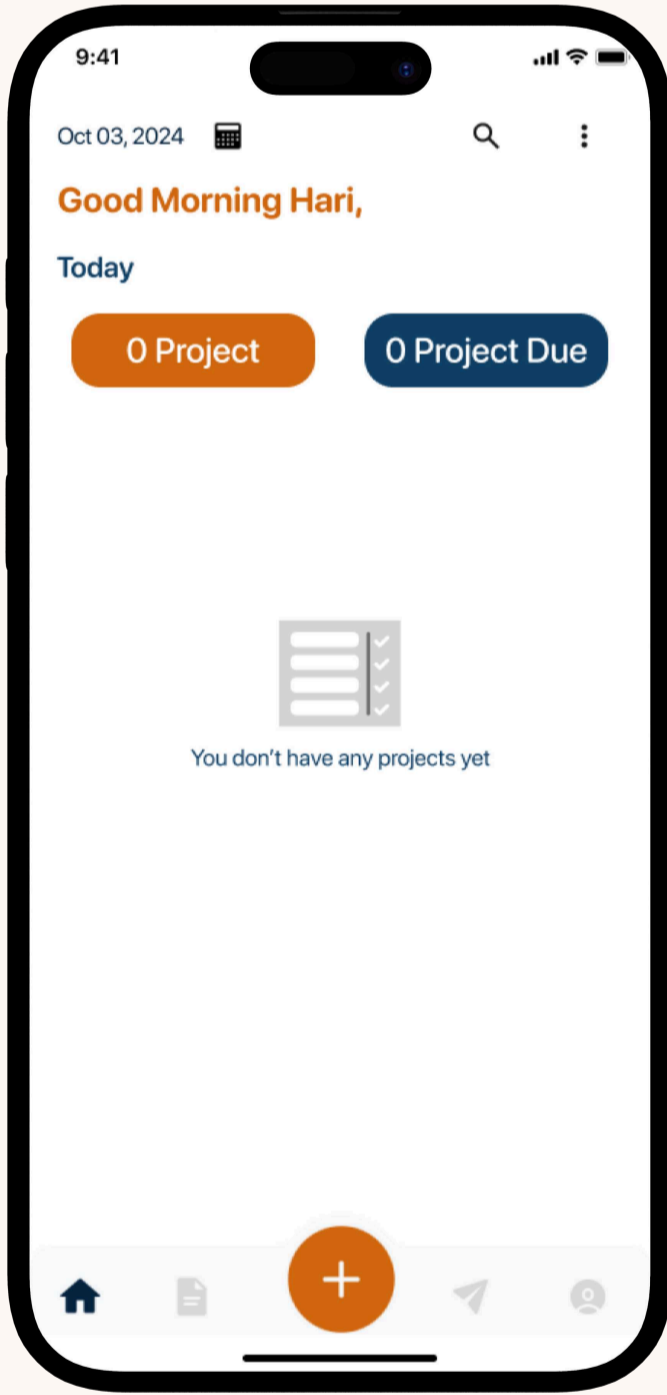 9:41
Oct 03, 2024
Good Morning Hari,
Today
0 Project
0 Project Due
You don’t have any projects yet